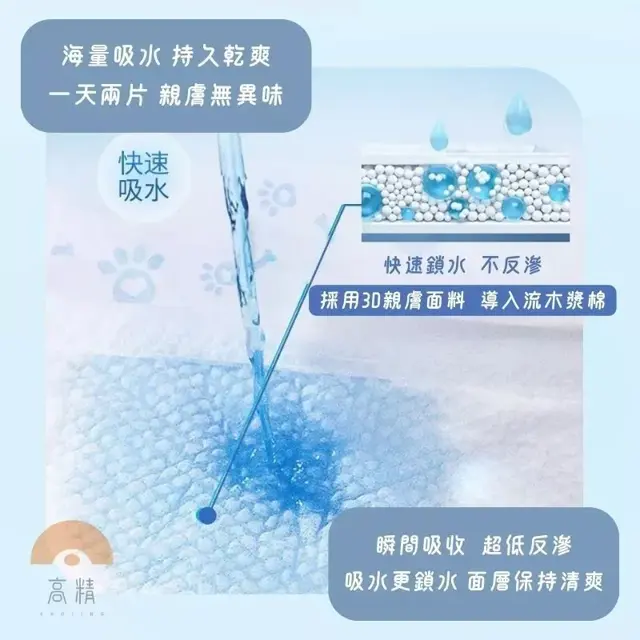 海量吸水 持久乾爽
一天兩片 親膚無異味
快速
吸水
快速鎖水 不反滲
採用3D親膚面料 導入流木漿棉
瞬間吸收 超低反滲
吸水更鎖水 面層保持清爽
高精